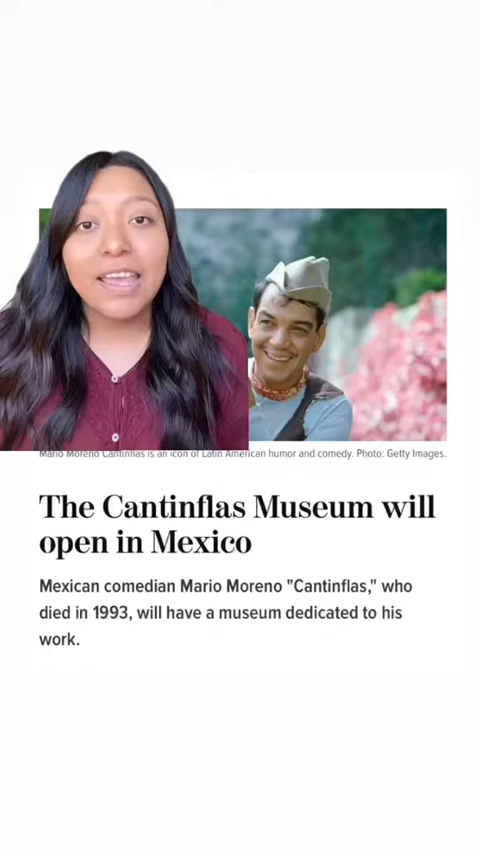 Mario Moreno Cantinflas is an icon of Latin American humor and comedy. Photo: Getty Images.
The Cantinflas Museum will
open in Mexico
Mexican comedian Mario Moreno "Cantinflas," who
died in 1993, will have a museum dedicated to his
work.